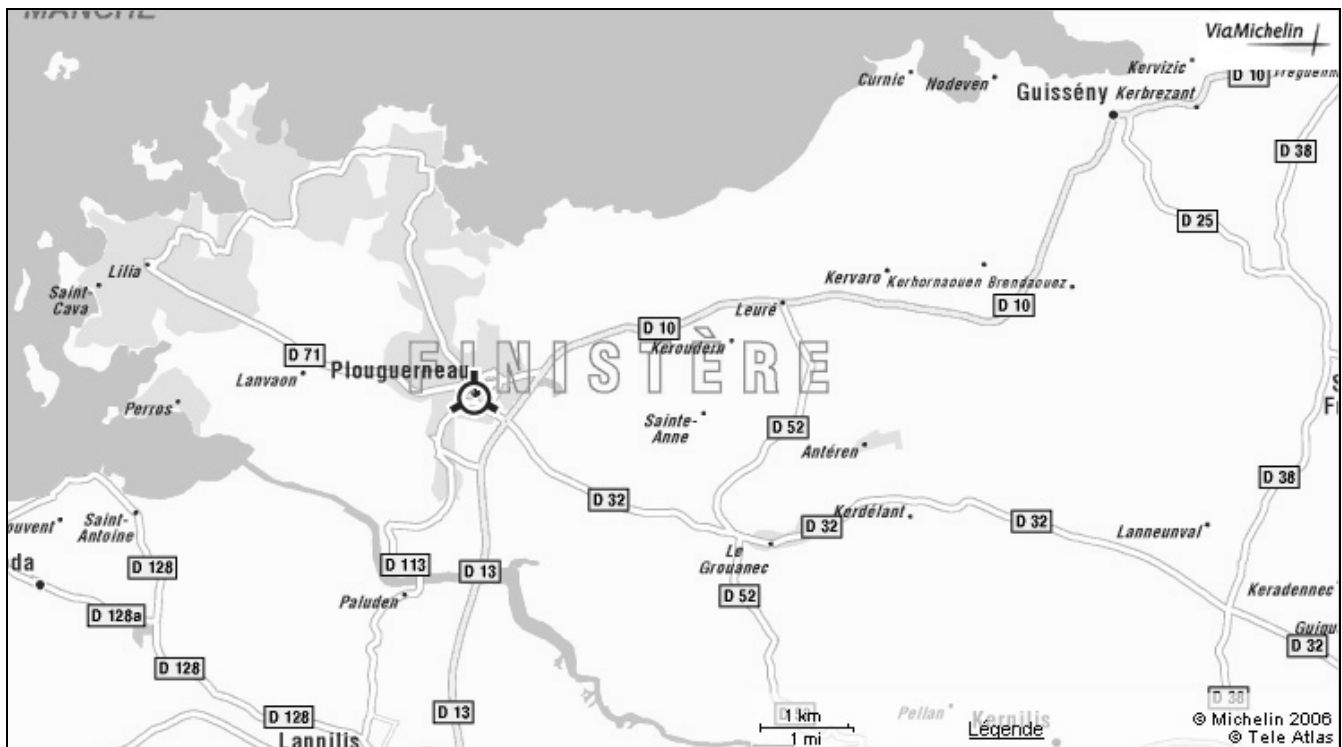 MANCHE
ViaMichelin
Curnic
Nodeven
Kervizic
D 10
Guissény
Kerbrezant
D 38
D 25
Lilia
Saint-
Cava
Kervaro
Kerhornaouen
Brendaouez
Leuré
D 10
D 10
D 71
Keroudern
FINISTÈRE
Plouguerneau
Lanvaon
Perros
Sainte-
Anne
D 52
Antéren
D 38
D 32
Kerdélant
D 32
D 32
Lanneunval
ouvent
Saint-
Antoine
Le
Grouanec
da
D 128
D 113
D 13
Paluden
D 52
Keradennec
D 128a
D 32
D 128
D 38
D 13
D 128
Lannilis
1 km
1 mi
Pellan
Kernilis
Légende
© Michelin 2006
© Tele Atlas